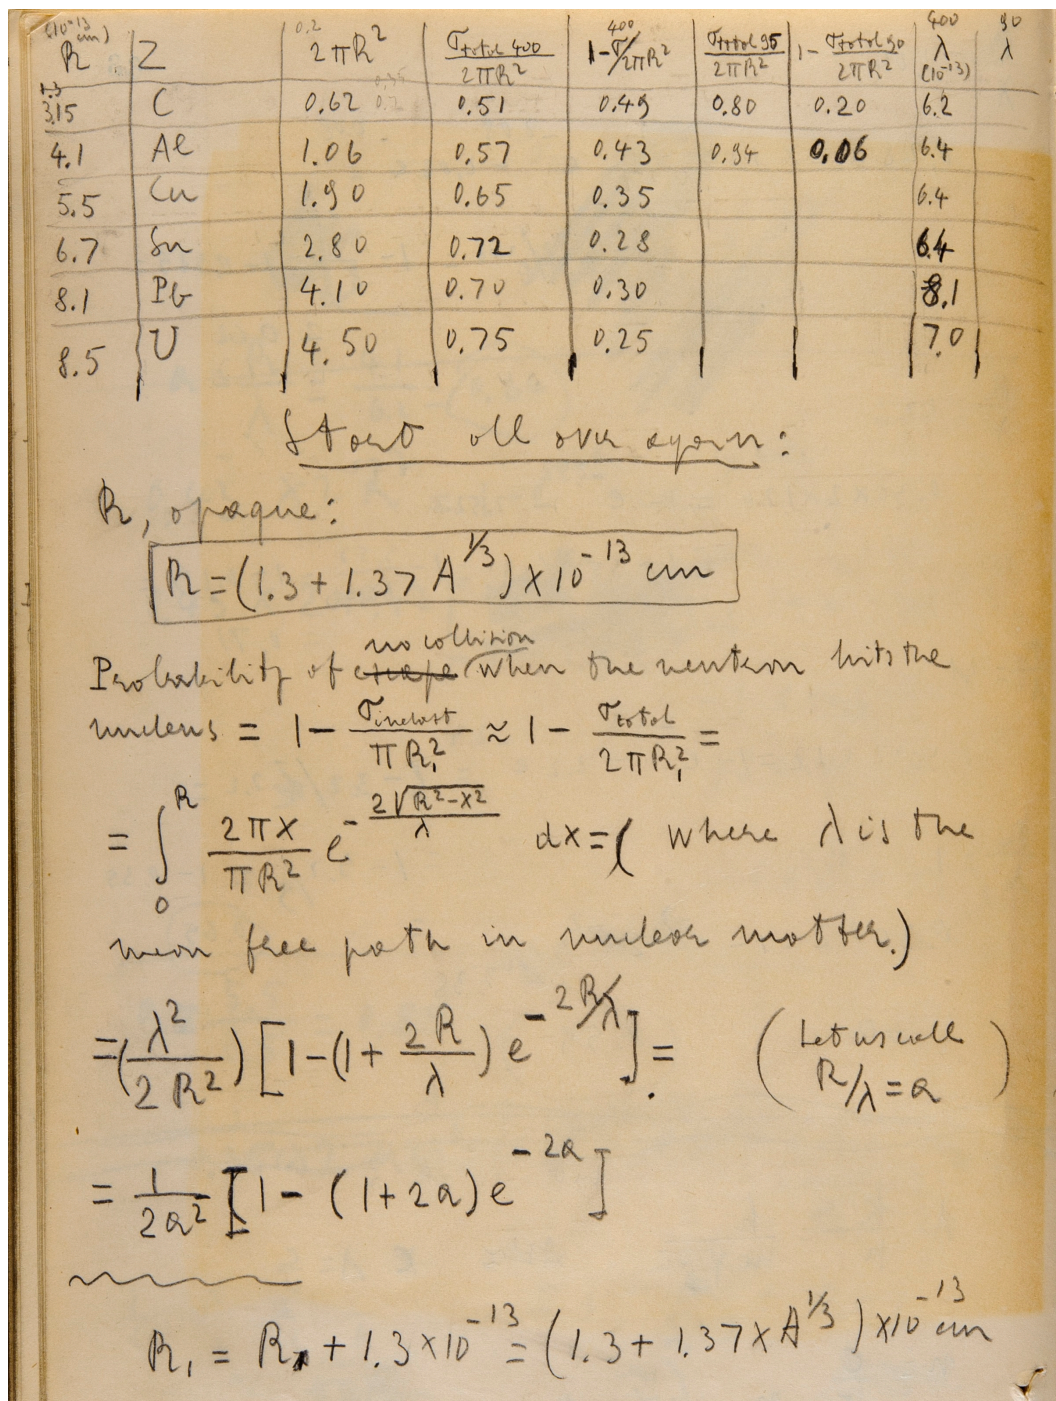 (10⁻¹³ cm) 0.2 400 400 90
R Z 2πR² σtotal 400/2πR² 1-σ/2πR² σtotal 95/2πR² 1-σtotal 90/2πR² λ (10⁻¹³) λ
3.15 C 0.62 0.51 0.49 0.80 0.20 6.2
4.1 Al 1.06 0.57 0.43 0.94 0.06 6.4
5.5 Cu 1.90 0.65 0.35 6.4
6.7 Sn 2.80 0.72 0.28 6.4
8.1 Pb 4.10 0.70 0.30 8.1
8.5 U 4.50 0.75 0.25 7.0
Start all over again:
R, opaque:
R=(1.3+1.37 A^1/3)×10⁻¹³ cm
no collision
Probability of escape when the neutron hits the
nucleus = 1 - σinelast/πR₁² ≈ 1 - σtotal/2πR₁² =
= ∫₀ᴿ 2πx/πR² e^-2√(R²-x²)/λ dx = ( where λ is the
mean free path in nuclear matter.)
=(λ²/2R²)[1-(1+2R/λ)e^-2R/λ]. = (Let us call
R/λ=a)
= 1/2a² [1-(1+2a)e^-2a]
R₁ = R + 1.3×10⁻¹³ = (1.3+1.37×A^1/3)×10⁻¹³ cm